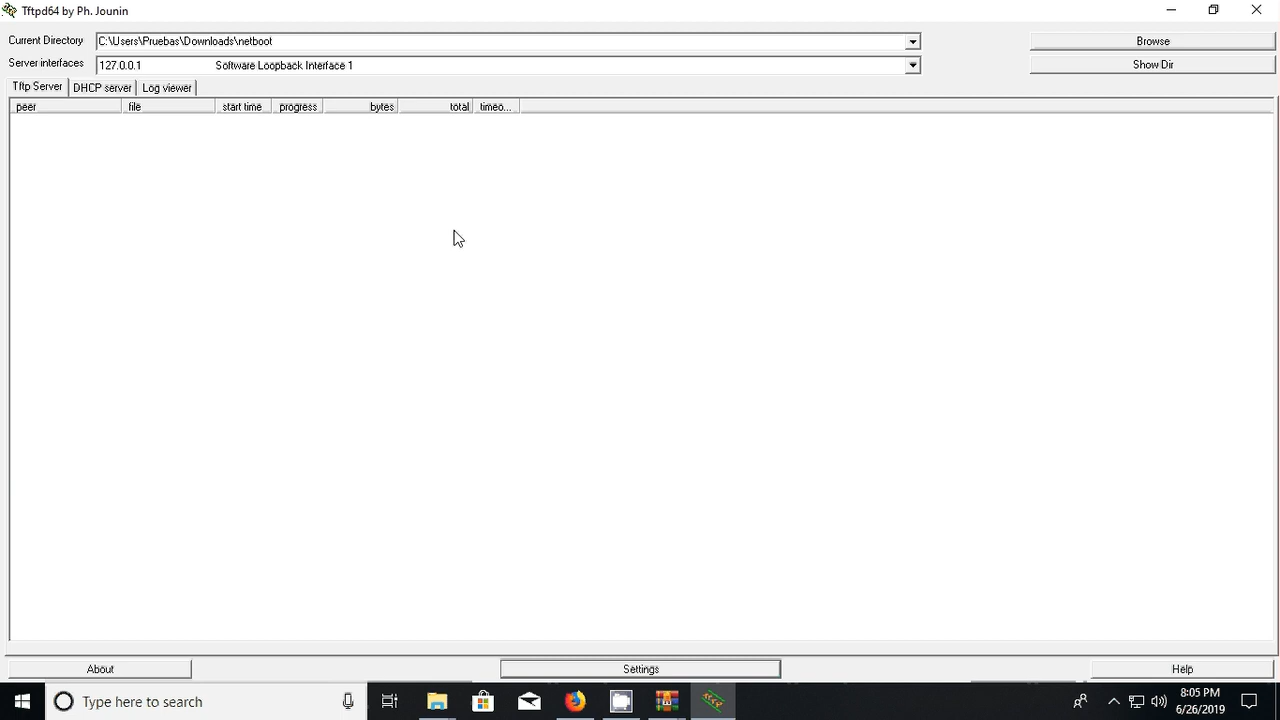 Tftpd64 by Ph. Jounin
Current Directory C:\Users\Pruebas\Downloads\netboot Browse
Server interfaces 127.0.0.1 Software Loopback Interface 1 Show Dir
Tftp Server DHCP server Log viewer
peer file start time progress bytes total timeo...
About Settings Help
Type here to search 8:05 PM
6/26/2019